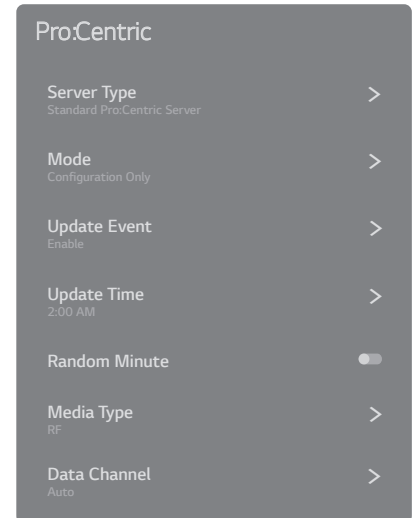 Pro:Centric
Server Type
Standard Pro:Centric Server
Mode
Configuration Only
Update Event
Enable
Update Time
2:00 AM
Random Minute
Media Type
RF
Data Channel
Auto